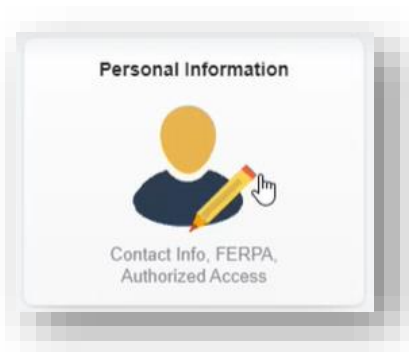 Personal Information
Contact Info, FERPA,
Authorized Access